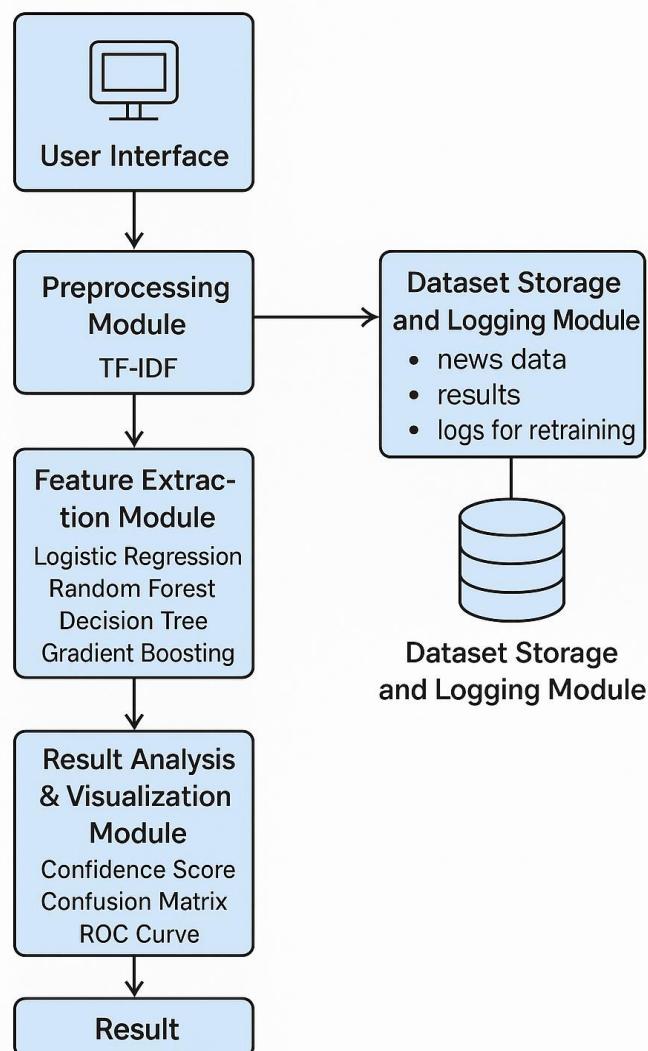 User Interface
Preprocessing
Module
TF-IDF
Dataset Storage
and Logging Module
• news data
• results
• logs for retraining
Feature Extrac-
tion Module
Logistic Regression
Random Forest
Decision Tree
Gradient Boosting
Dataset Storage
and Logging Module
Result Analysis
& Visualization
Module
Confidence Score
Confusion Matrix
ROC Curve
Result